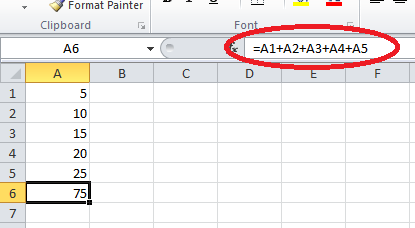 Format Painter
Clipboard
Font
A6
fx
=A1+A2+A3+A4+A5
A B C D E F
1 5
2 10
3 15
4 20
5 25
6 75
7